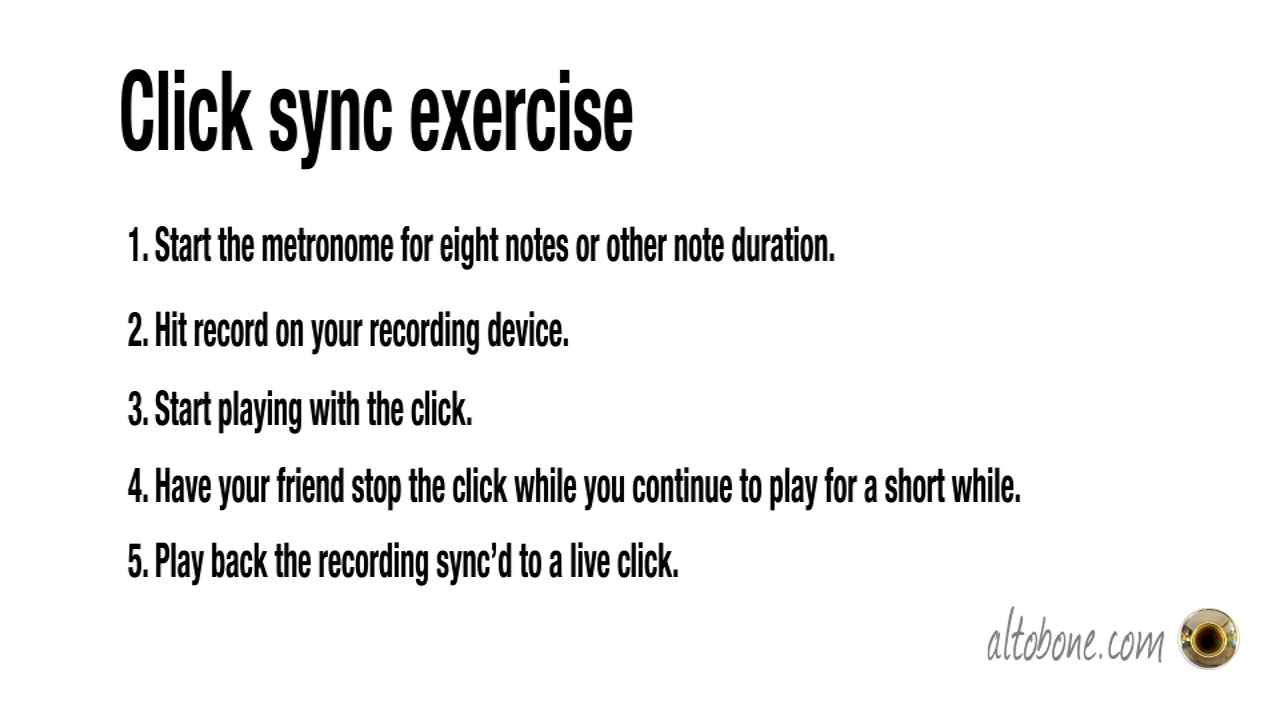 Click sync exercise
1. Start the metronome for eight notes or other note duration.
2. Hit record on your recording device.
3. Start playing with the click.
4. Have your friend stop the click while you continue to play for a short while.
5. Play back the recording sync’d to a live click.
altobone.com